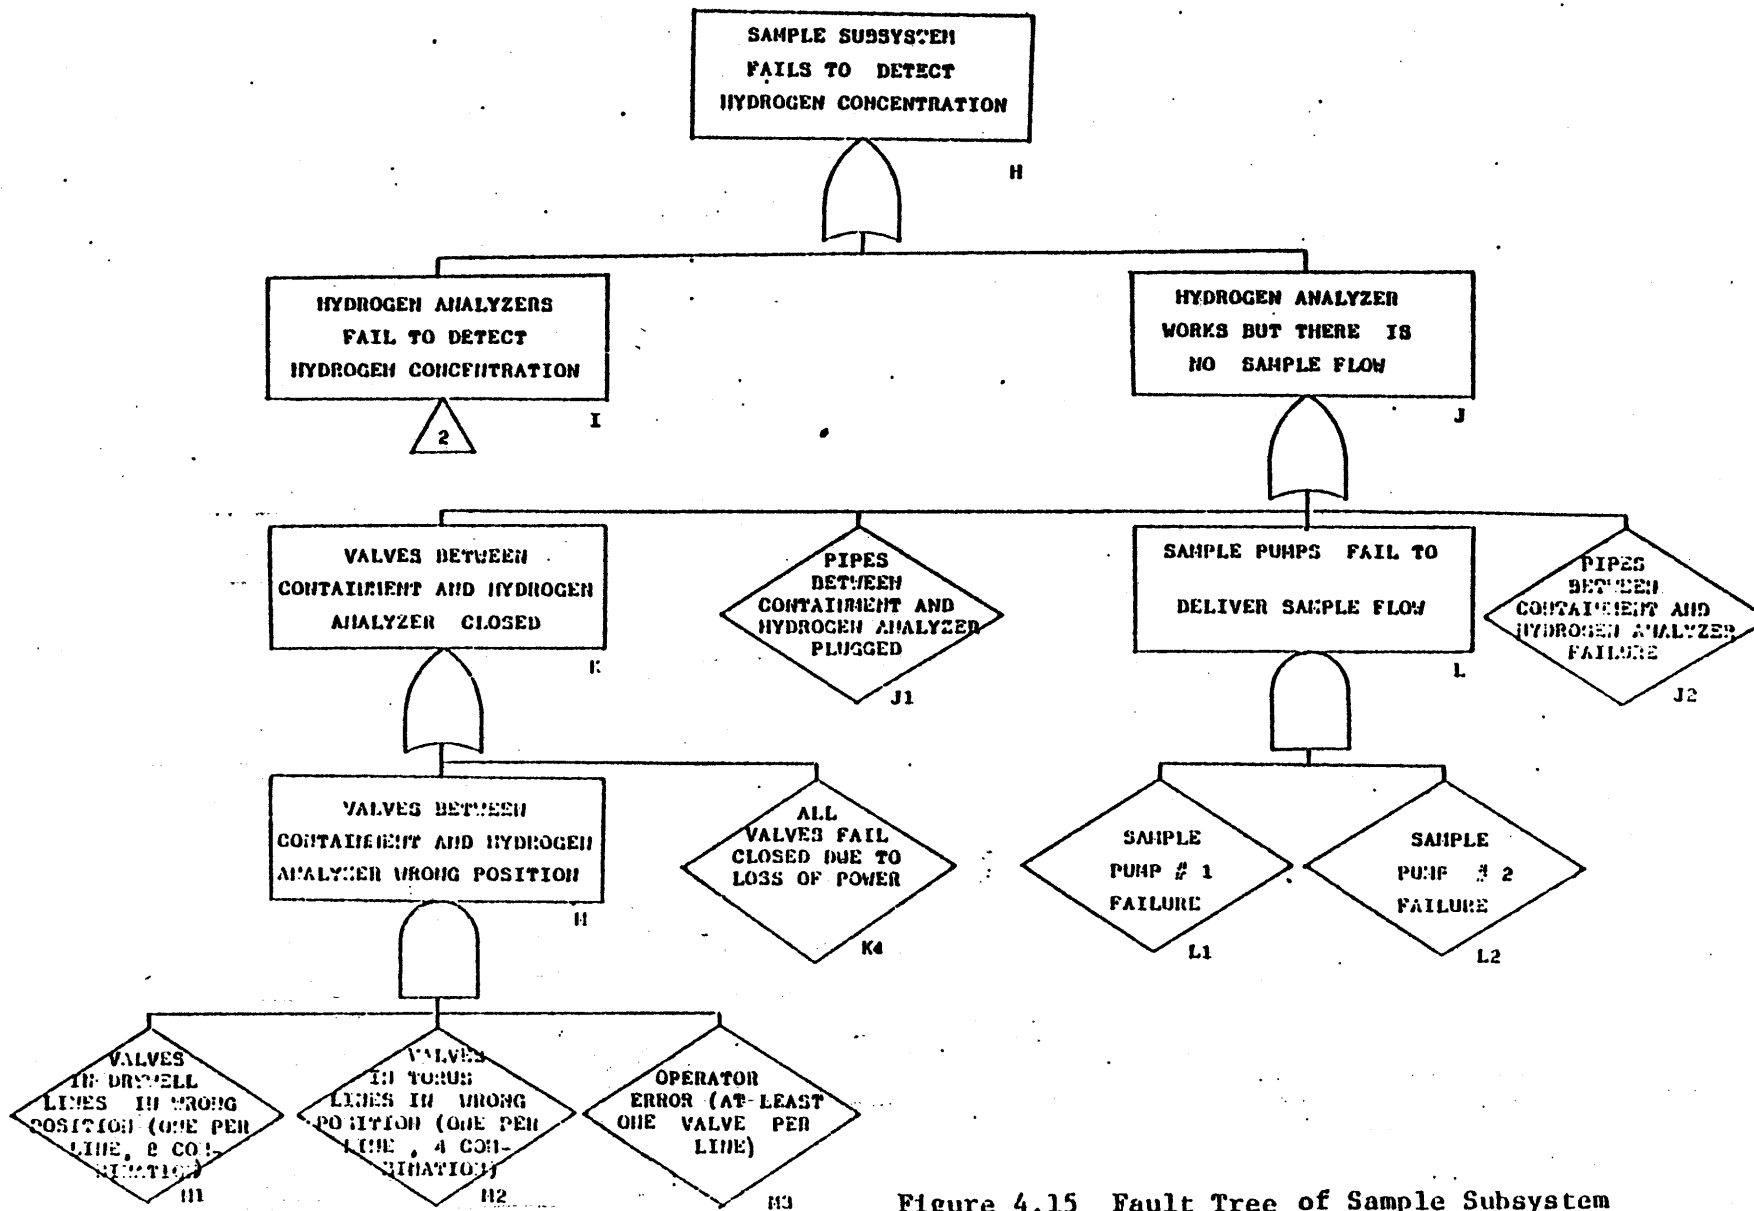 SAMPLE SUBSYSTEM
FAILS TO DETECT
HYDROGEN CONCENTRATION
H
HYDROGEN ANALYZERS
FAIL TO DETECT
HYDROGEN CONCENTRATION
I
2
HYDROGEN ANALYZER
WORKS BUT THERE IS
NO SAMPLE FLOW
J
VALVES BETWEEN
CONTAINMENT AND HYDROGEN
ANALYZER CLOSED
K
PIPES
BETWEEN
CONTAINMENT AND
HYDROGEN ANALYZER
PLUGGED
J1
SAMPLE PUMPS FAIL TO
DELIVER SAMPLE FLOW
L
PIPES
BETWEEN
CONTAINMENT AND
HYDROGEN ANALYZER
FAILURE
J2
VALVES BETWEEN
CONTAINMENT AND HYDROGEN
ANALYZER WRONG POSITION
M
ALL
VALVES FAIL
CLOSED DUE TO
LOSS OF POWER
K4
SAMPLE
PUMP # 1
FAILURE
L1
SAMPLE
PUMP # 2
FAILURE
L2
VALVES
IN DRYWELL
LINES IN WRONG
POSITION (ONE PER
LINE, 8 COM-
BINATION)
M1
VALVES
IN TORUS
LINES IN WRONG
POSITION (ONE PER
LINE , 4 COM-
BINATION)
M2
OPERATOR
ERROR (AT LEAST
ONE VALVE PER
LINE)
M3
Figure 4.15 Fault Tree of Sample Subsystem